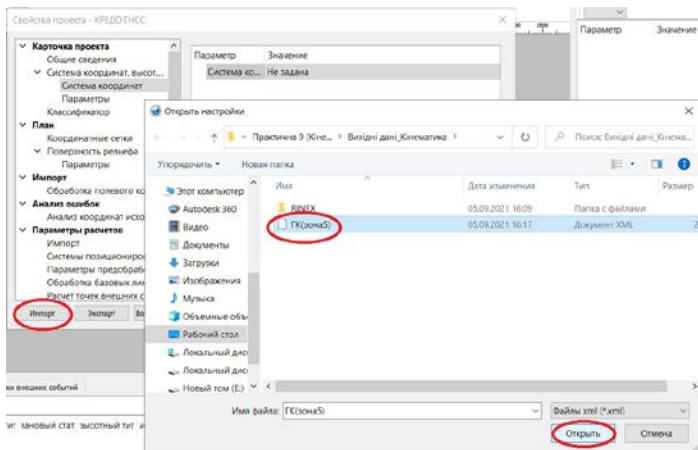 Свойства проекта - КРЕДО ГНСС
Карточка проекта
Общие сведения
Система координат, высот,...
Система координат
Параметры
Классификатор
План
Координатные сетки
Поверхность рельефа
Параметры
Импорт
Обработка полевого ко
Анализ ошибок
Анализ координат исхо
Параметры расчетов
Импорт
Системы позициониро
Параметры предобраб
Обработка базовых ли
Расчет точек внешних с
Импорт Экспорт
Параметр Значение
Система ко... Не задана
Параметр Значение
Открыть настройки
Практична 9 (Кіне... Вихідні дані_Кінематика
Поиск: Вихідні дані_Кінема...
Упорядочить Новая папка
Имя Дата изменения Тип Размер
RINEX 05.09.2021 16:09 Папка с файлами
ГК(зона5) 05.09.2021 16:17 Документ XML 2
Этот компьютер
Autodesk 360
Видео
Документы
Загрузки
Изображения
Музыка
Объемные объ
Рабочий стол
Локальный дис
Локальный дис
Новый том (E:)
Имя файла: ГК(зона5) Файлы xml (*.xml)
Открыть Отмена
ки внешних событий